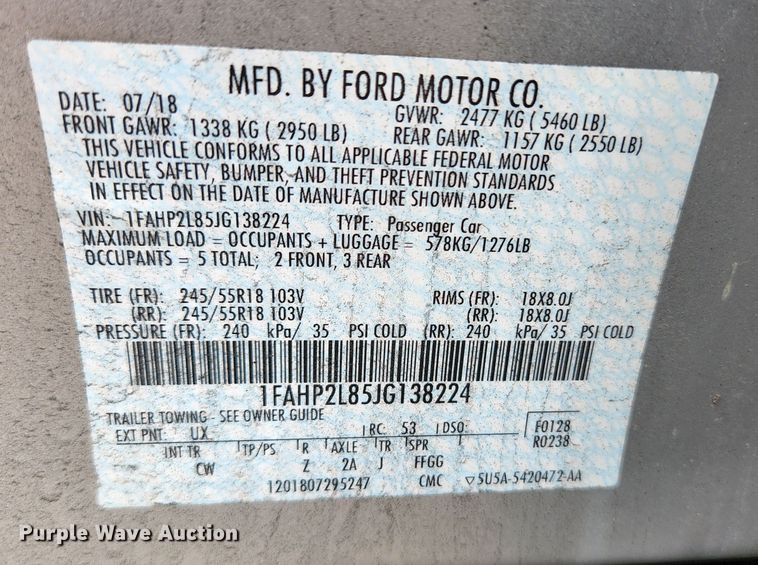 MFD. BY FORD MOTOR CO.
DATE: 07/18 GVWR: 2477 KG ( 5460 LB)
FRONT GAWR: 1338 KG ( 2950 LB) REAR GAWR: 1157 KG ( 2550 LB)
THIS VEHICLE CONFORMS TO ALL APPLICABLE FEDERAL MOTOR
VEHICLE SAFETY, BUMPER, AND THEFT PREVENTION STANDARDS
IN EFFECT ON THE DATE OF MANUFACTURE SHOWN ABOVE.
VIN: 1FAHP2L85JG138224 TYPE: Passenger Car
MAXIMUM LOAD = OCCUPANTS + LUGGAGE = 578KG/1276LB
OCCUPANTS = 5 TOTAL; 2 FRONT, 3 REAR
TIRE (FR): 245/55R18 103V RIMS (FR): 18X8.0J
(RR): 245/55R18 103V (RR): 18X8.0J
PRESSURE (FR): 240 kPa/ 35 PSI COLD (RR): 240 kPa/ 35 PSI COLD
1FAHP2L85JG138224
TRAILER TOWING - SEE OWNER GUIDE
EXT PNT: UX RC: 53 DSO: F0128
R0238
INT TR TP/PS R AXLE TR SPR
CW Z 2A J FFGG
1201807295247 CMC ▽5U5A-5420472-AA
Purple Wave Auction